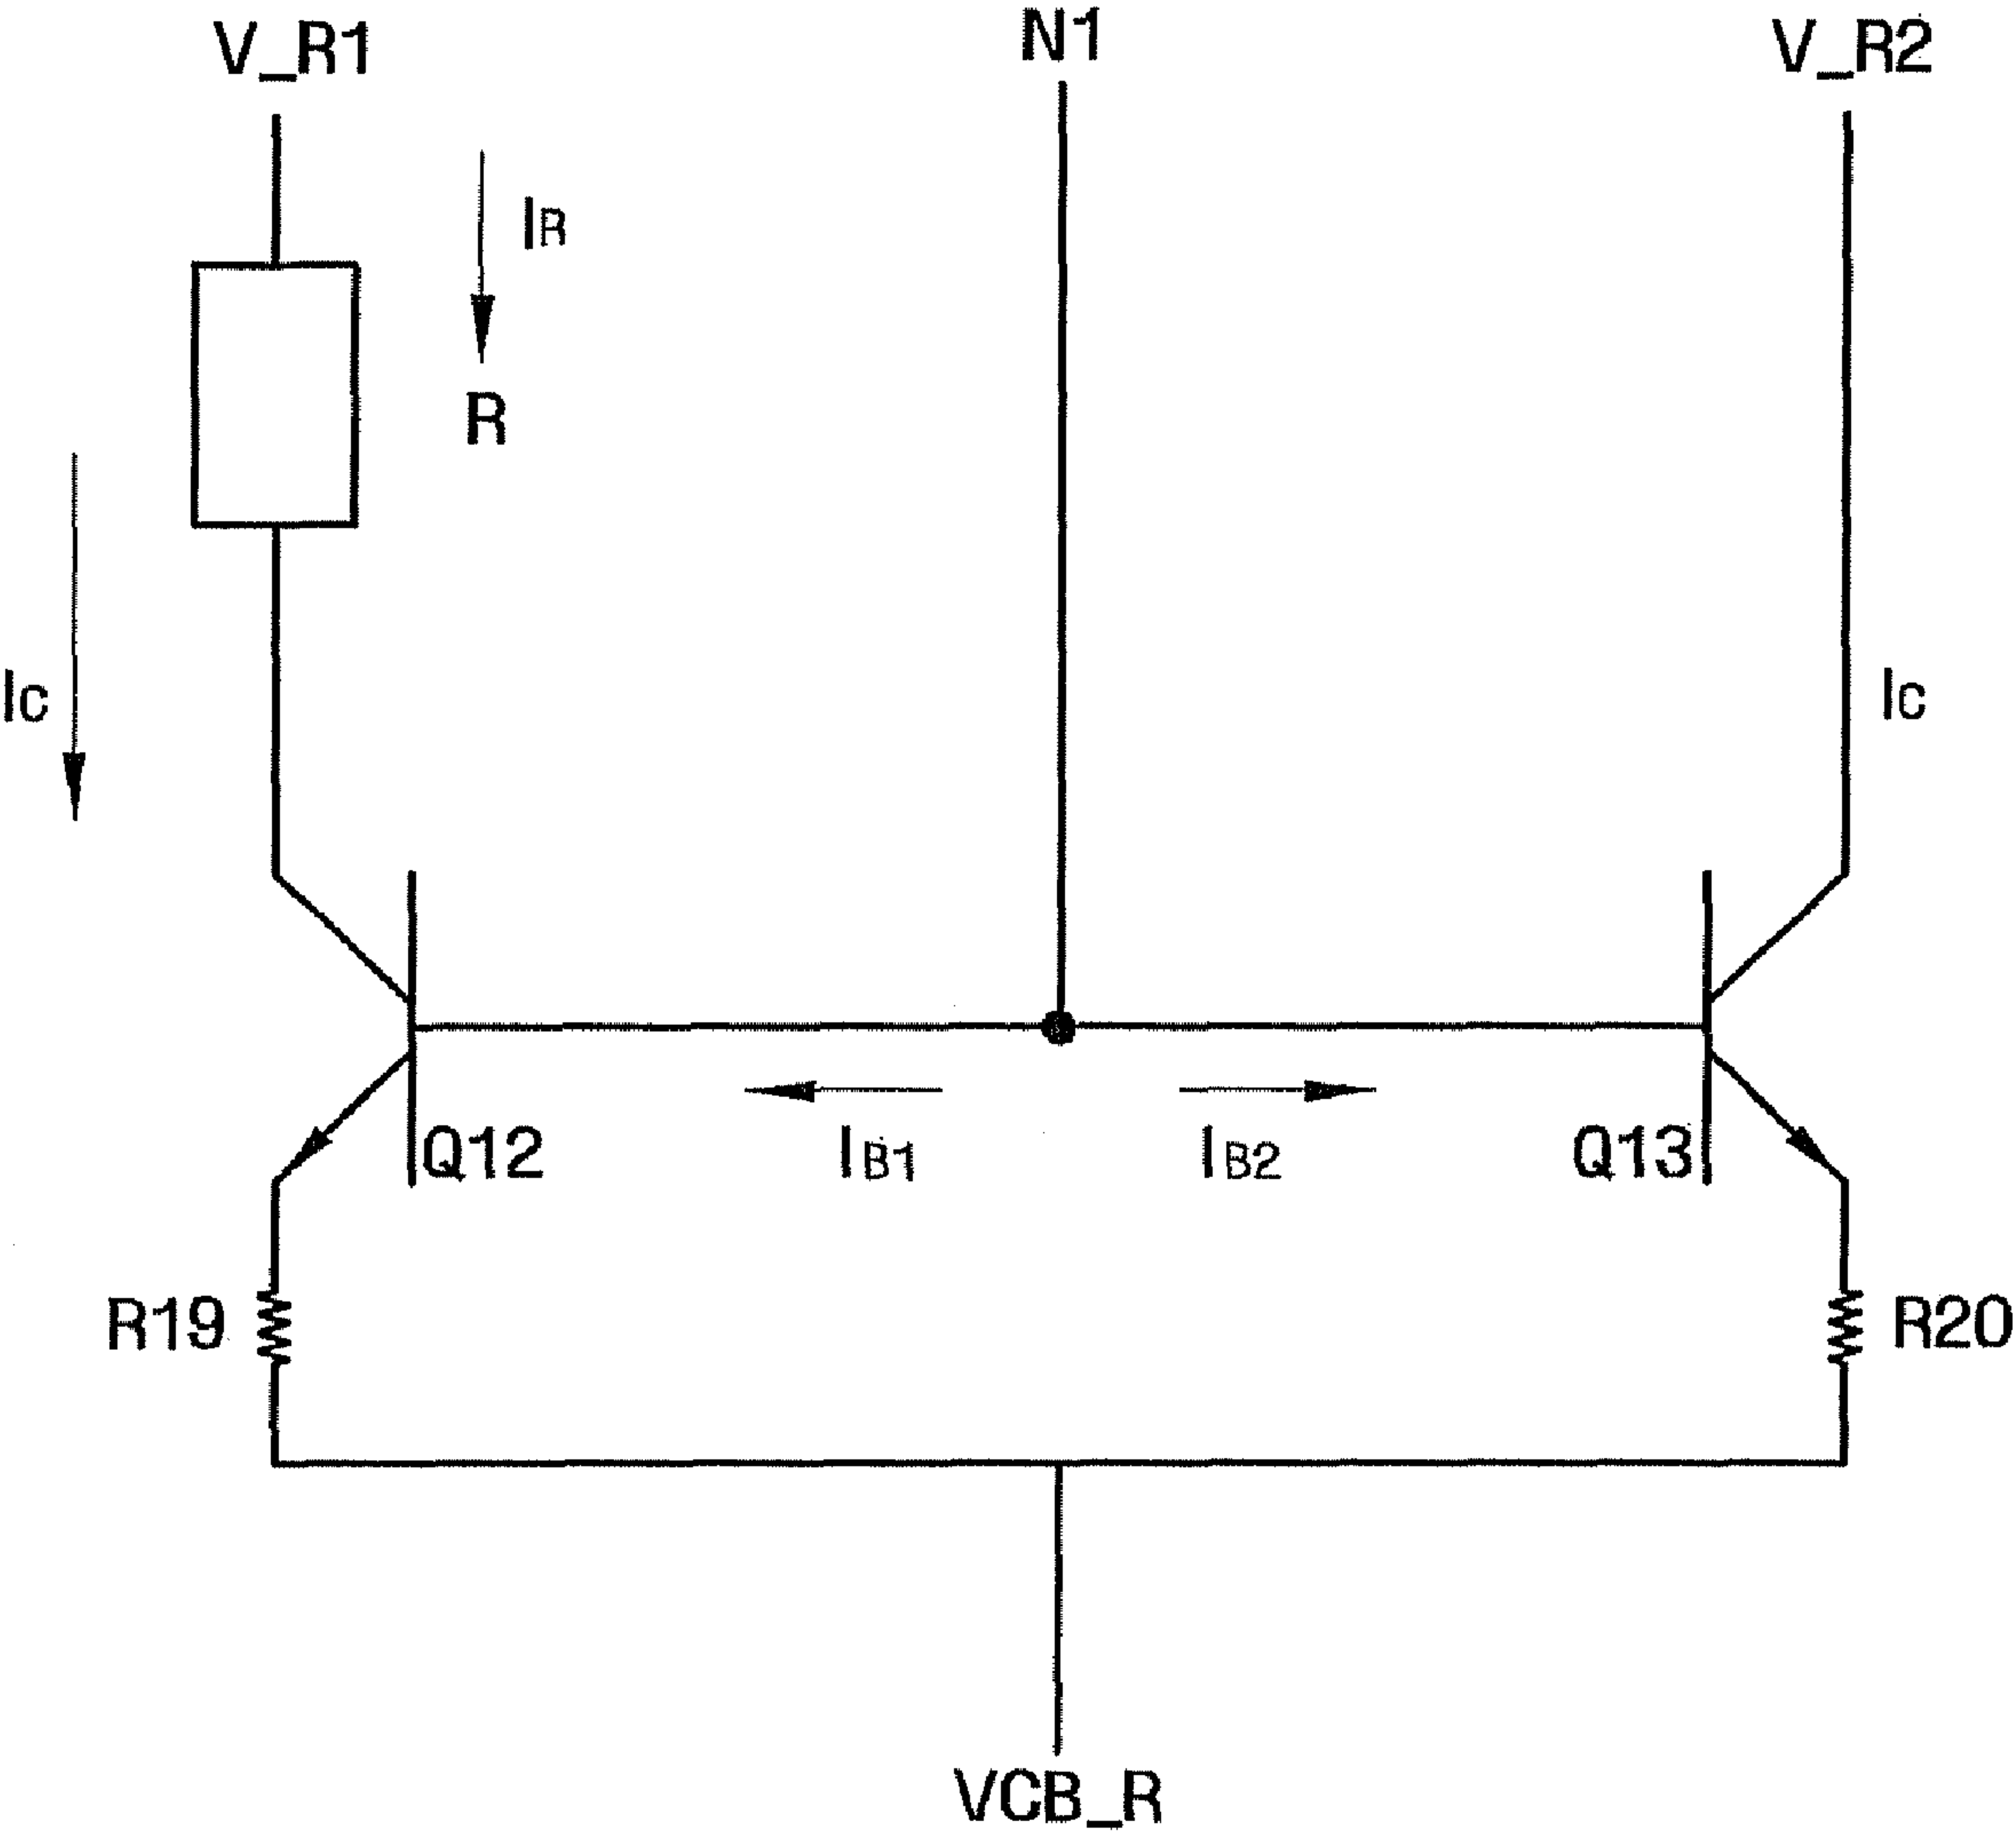 V_R1
N1
V_R2
IR
R
Ic
Ic
Q12
IB1
IB2
Q13
R19
R20
VCB_R